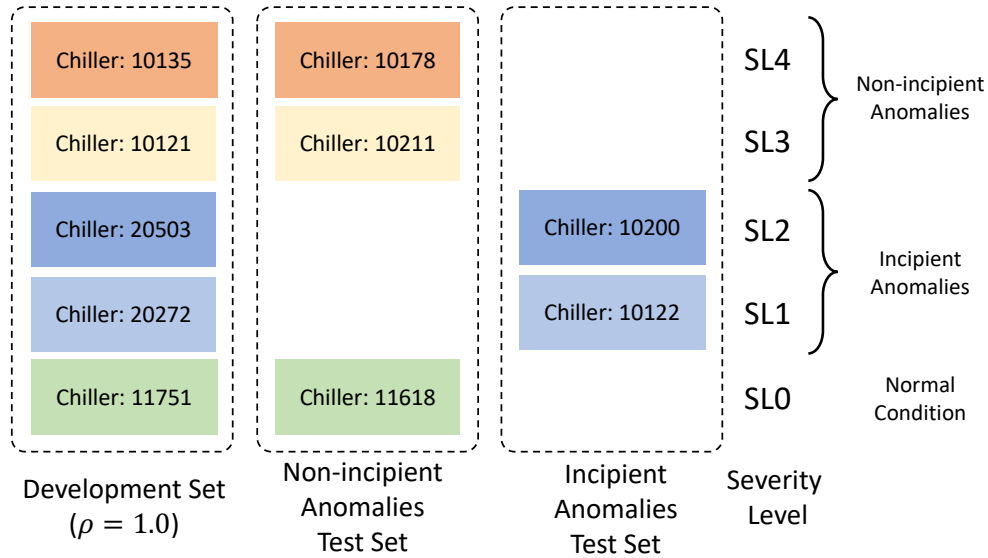 Chiller: 10135
Chiller: 10178
SL4
Non-incipient
Anomalies
Chiller: 10121
Chiller: 10211
SL3
Chiller: 20503
Chiller: 10200
SL2
Incipient
Anomalies
Chiller: 20272
Chiller: 10122
SL1
Chiller: 11751
Chiller: 11618
SL0
Normal
Condition
Development Set
(ρ = 1.0)
Non-incipient
Anomalies
Test Set
Incipient
Anomalies
Test Set
Severity
Level